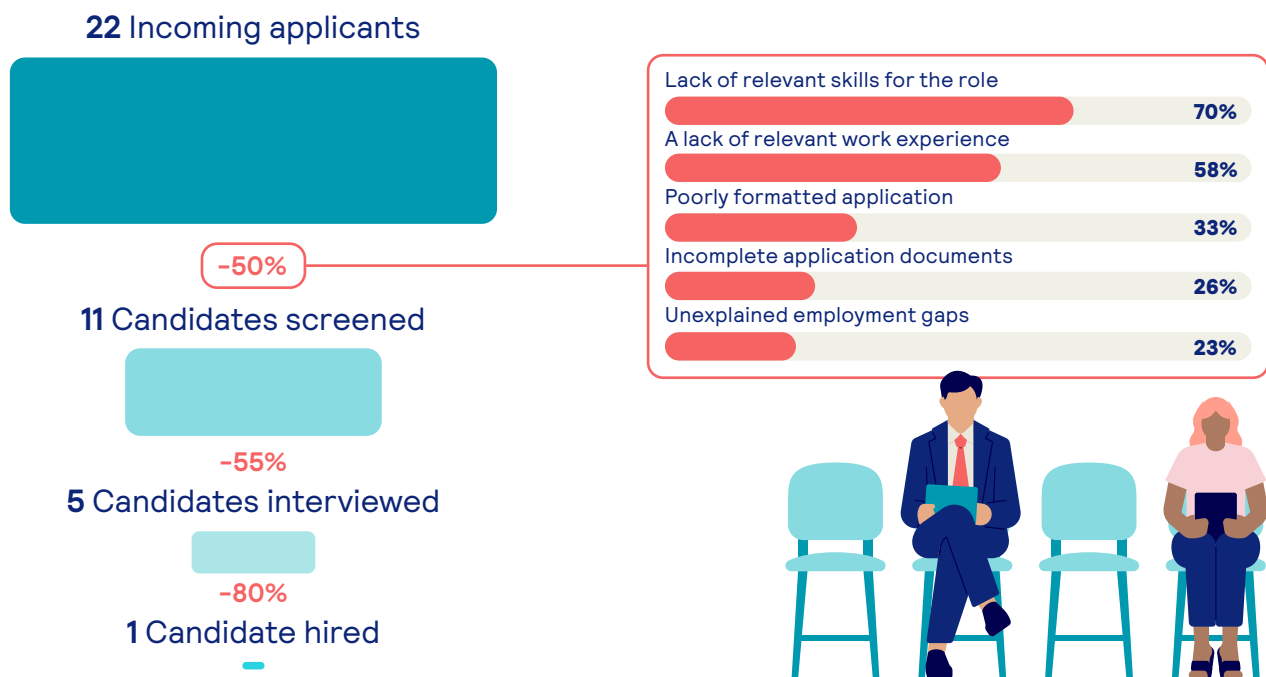 22 Incoming applicants
-50%
11 Candidates screened
-55%
5 Candidates interviewed
-80%
1 Candidate hired
Lack of relevant skills for the role
70%
A lack of relevant work experience
58%
Poorly formatted application
33%
Incomplete application documents
26%
Unexplained employment gaps
23%